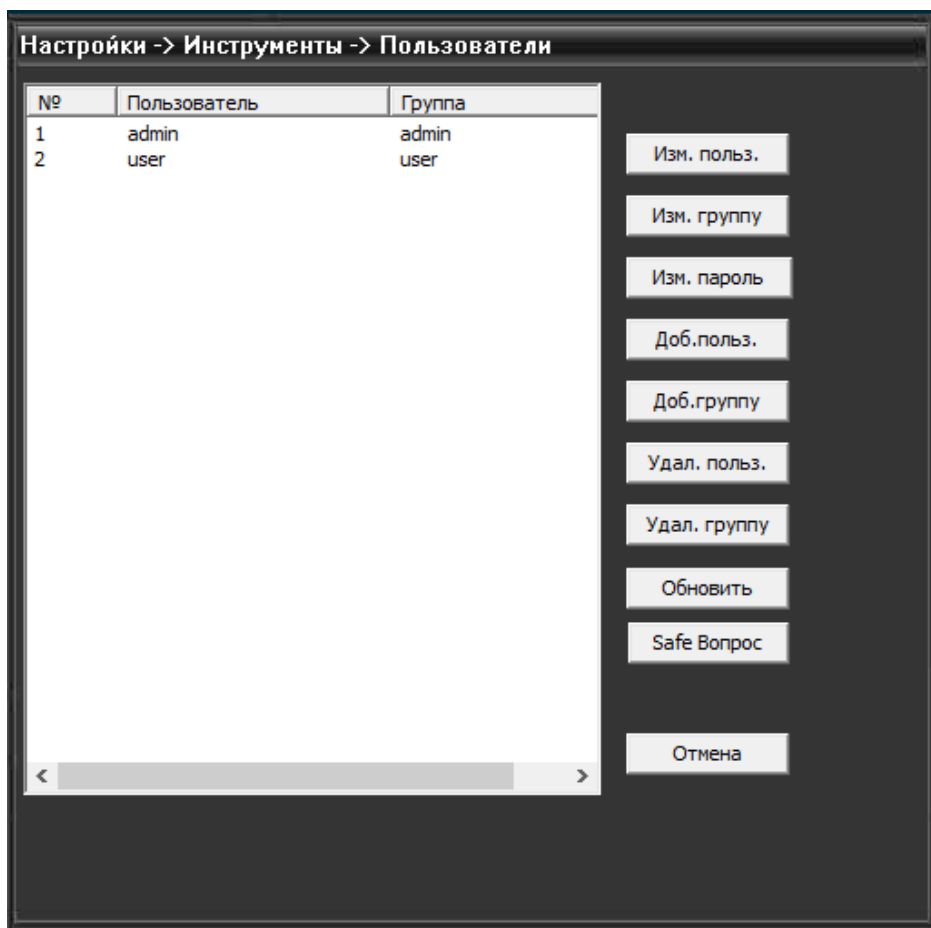 Настройки -> Инструменты -> Пользователи
№ Пользователь Группа
1 admin admin
2 user user
Изм. польз.
Изм. группу
Изм. пароль
Доб.польз.
Доб.группу
Удал. польз.
Удал. группу
Обновить
Safe Вопрос
Отмена